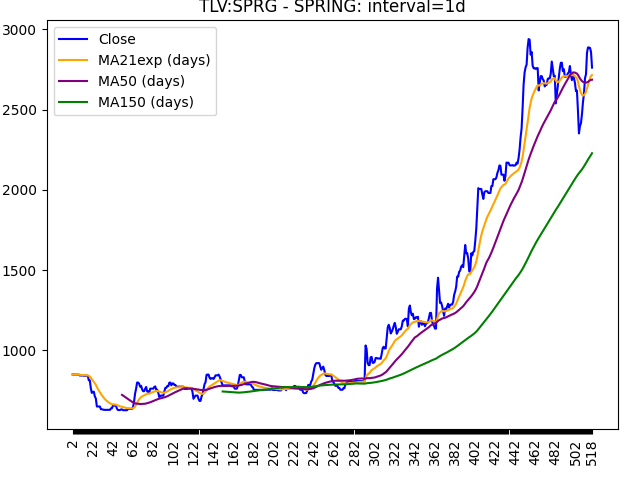 TLV:SPRG - SPRING: interval=1d
Close
MA21exp (days)
MA50 (days)
MA150 (days)
3000
2500
2000
1500
1000
2 22 42 62 82 102 122 142 162 182 202 222 242 262 282 302 322 342 362 382 402 422 442 462 482 502 518